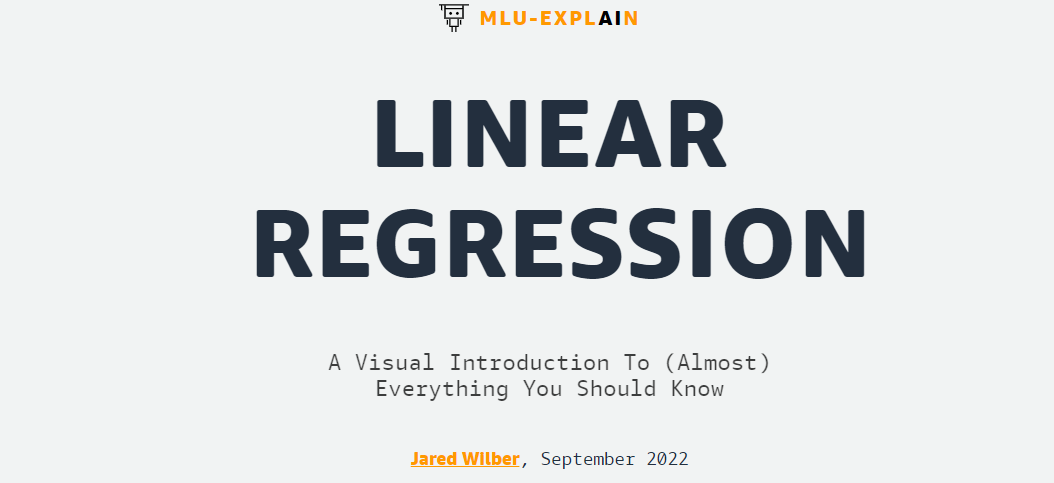 MLU-EXPLAIN
LINEAR
REGRESSION
A Visual Introduction To (Almost)
Everything You Should Know
Jared Wilber, September 2022